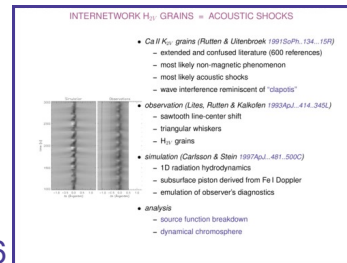 INTERNETWORK H2V GRAINS = ACOUSTIC SHOCKS
• Ca II K2V grains (Rutten & Uitenbroek 1991SoPh..134...15R)
– extended and confused literature (600 references)
– most likely non-magnetic phenomenon
– most likely acoustic shocks
– wave interference reminiscent of "clapotis"
• observation (Lites, Rutten & Kalkofen 1993ApJ...414..345L)
– sawtooth line-center shift
– triangular whiskers
– H2V grains
• simulation (Carlsson & Stein 1997ApJ...481..500C)
– 1D radiation hydrodynamics
– subsurface piston derived from Fe I Doppler
– emulation of observer's diagnostics
• analysis
– source function breakdown
– dynamical chromosphere